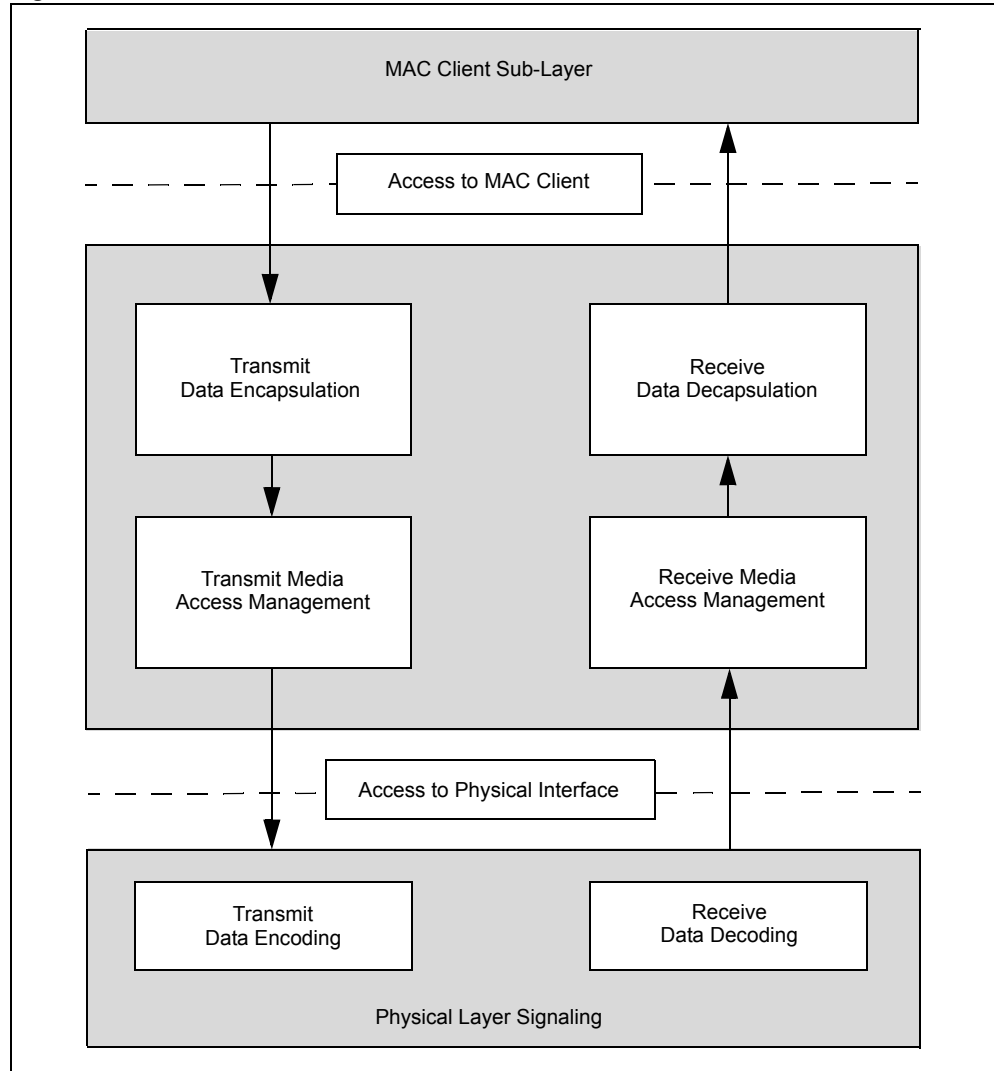 MAC Client Sub-Layer
Access to MAC Client
Transmit
Data Encapsulation
Receive
Data Decapsulation
Transmit Media
Access Management
Receive Media
Access Management
Access to Physical Interface
Transmit
Data Encoding
Receive
Data Decoding
Physical Layer Signaling